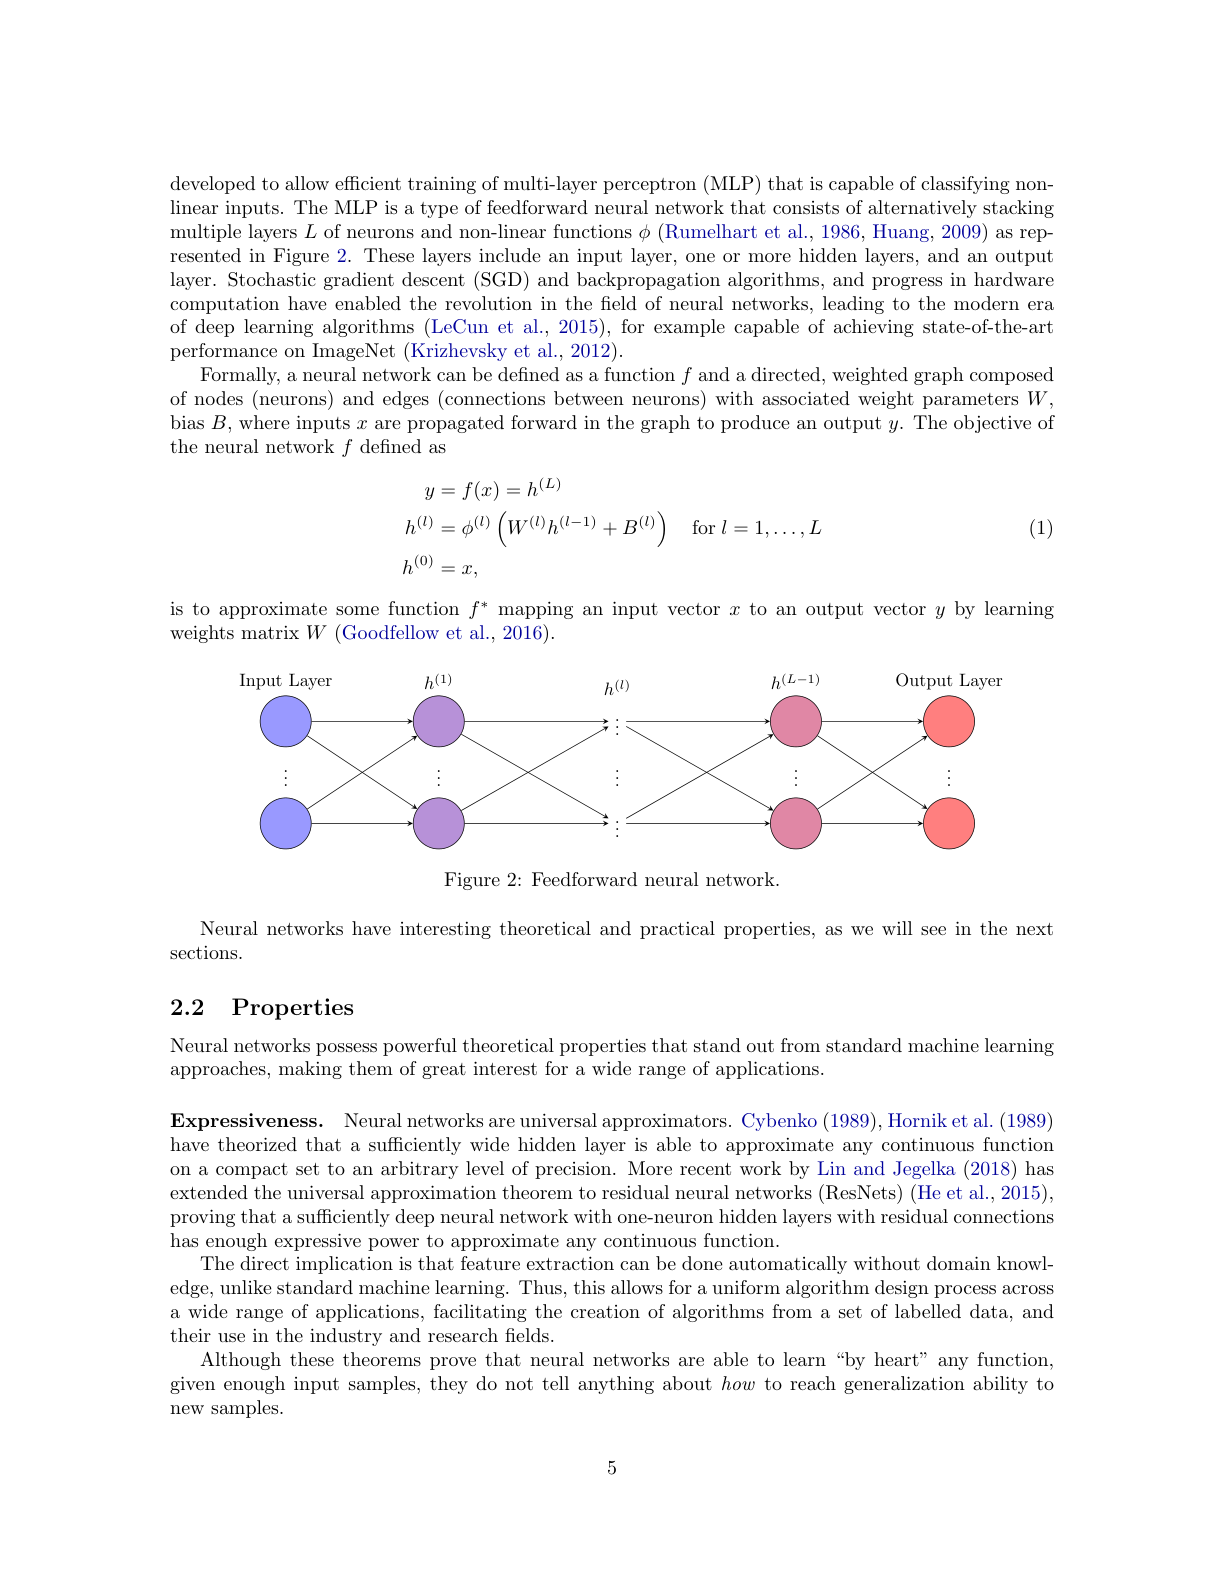 developed to allow efficient training of multi-layer perceptron (MLP) that is capable of classifying non-
linear inputs. The MLP is a type of feedforward neural network that consists of alternatively stacking
multiple layers L of neurons and non-linear functions ϕ (Rumelhart et al., 1986, Huang, 2009) as rep-
resented in Figure 2. These layers include an input layer, one or more hidden layers, and an output
layer. Stochastic gradient descent (SGD) and backpropagation algorithms, and progress in hardware
computation have enabled the revolution in the field of neural networks, leading to the modern era
of deep learning algorithms (LeCun et al., 2015), for example capable of achieving state-of-the-art
performance on ImageNet (Krizhevsky et al., 2012).
Formally, a neural network can be defined as a function f and a directed, weighted graph composed
of nodes (neurons) and edges (connections between neurons) with associated weight parameters W,
bias B, where inputs x are propagated forward in the graph to produce an output y. The objective of
the neural network f defined as
y = f(x) = h^(L)
h^(l) = ϕ^(l) (W^(l)h^(l−1) + B^(l)) for l = 1, . . . , L (1)
h^(0) = x,
is to approximate some function f* mapping an input vector x to an output vector y by learning
weights matrix W (Goodfellow et al., 2016).
Input Layer h^(1) h^(l) h^(L−1) Output Layer
Figure 2: Feedforward neural network.
Neural networks have interesting theoretical and practical properties, as we will see in the next
sections.
2.2 Properties
Neural networks possess powerful theoretical properties that stand out from standard machine learning
approaches, making them of great interest for a wide range of applications.
Expressiveness. Neural networks are universal approximators. Cybenko (1989), Hornik et al. (1989)
have theorized that a sufficiently wide hidden layer is able to approximate any continuous function
on a compact set to an arbitrary level of precision. More recent work by Lin and Jegelka (2018) has
extended the universal approximation theorem to residual neural networks (ResNets) (He et al., 2015),
proving that a sufficiently deep neural network with one-neuron hidden layers with residual connections
has enough expressive power to approximate any continuous function.
The direct implication is that feature extraction can be done automatically without domain knowl-
edge, unlike standard machine learning. Thus, this allows for a uniform algorithm design process across
a wide range of applications, facilitating the creation of algorithms from a set of labelled data, and
their use in the industry and research fields.
Although these theorems prove that neural networks are able to learn “by heart” any function,
given enough input samples, they do not tell anything about how to reach generalization ability to
new samples.
5